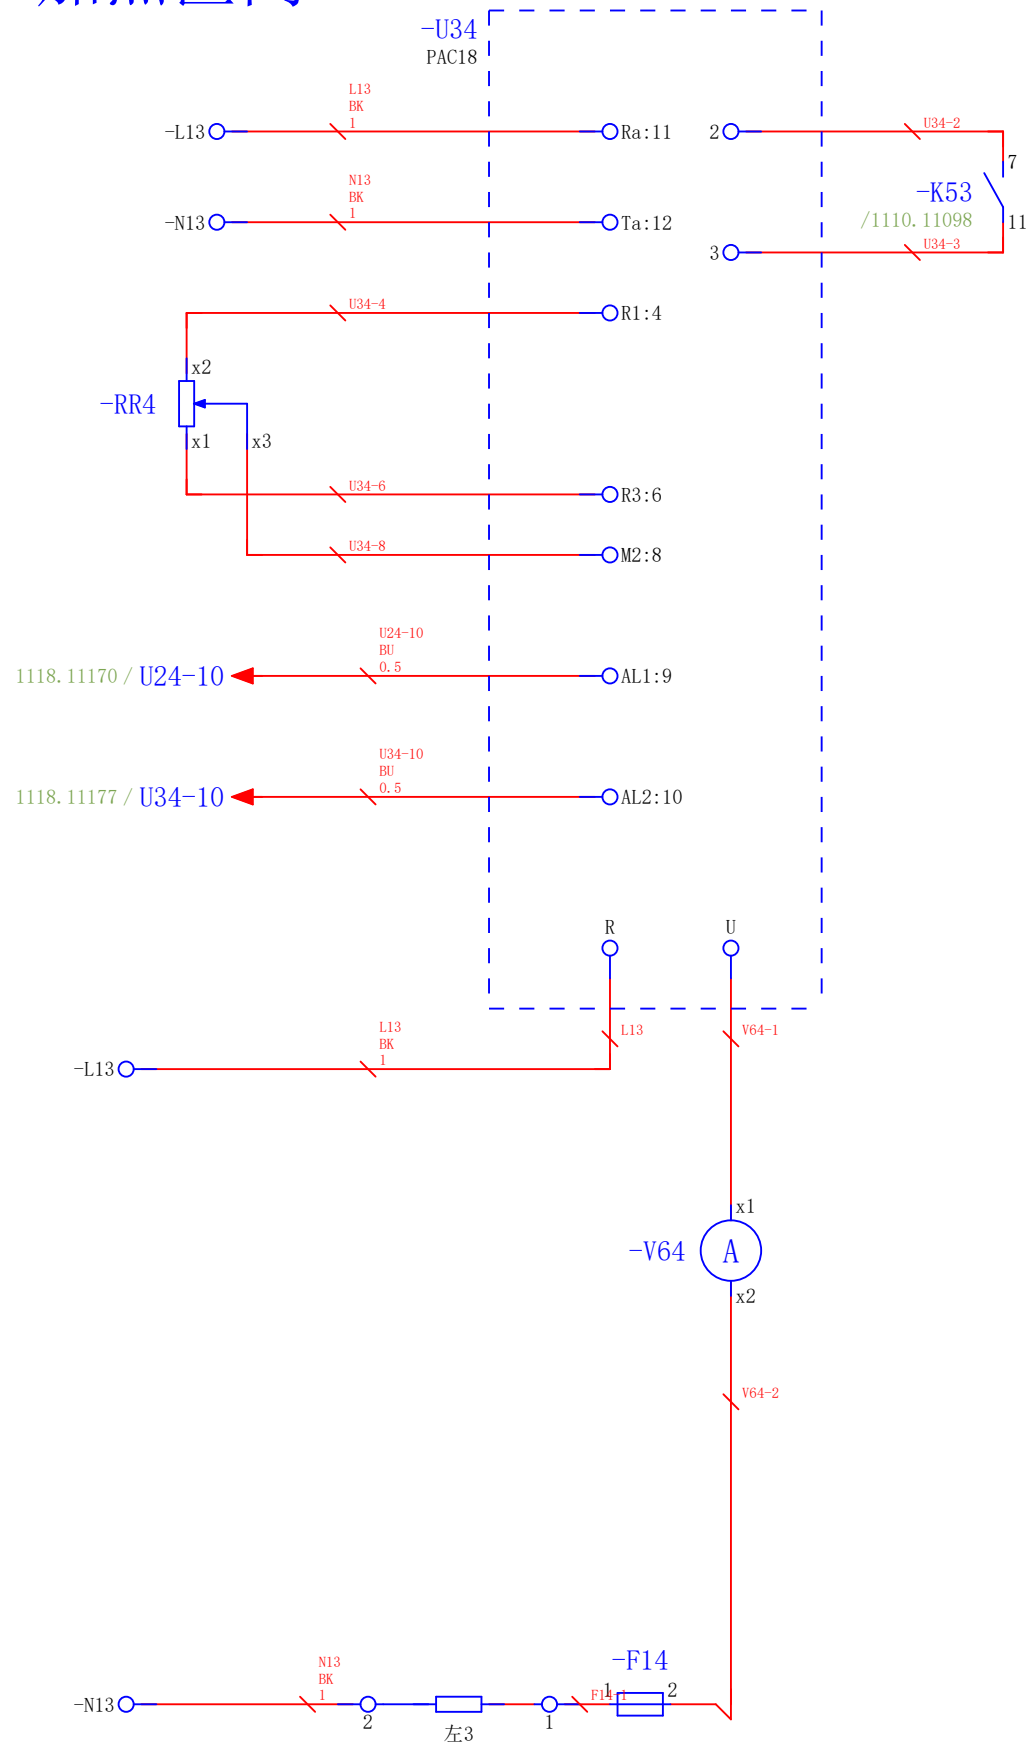 -U34
PAC18
L13
BK
1
-L13
Ra:11
2
U34-2
7
N13
BK
1
-K53
-N13
Ta:12
/1110.11098
11
3
U34-3
U34-4
R1:4
x2
-RR4
x1
x3
U34-6
R3:6
U34-8
M2:8
U24-10
BU
0.5
1118.11170 / U24-10
AL1:9
U34-10
BU
0.5
1118.11177 / U34-10
AL2:10
R
U
L13
BK
1
L13
V64-1
-L13
x1
-V64
A
x2
V64-2
N13
BK
1
-F14
F14-1
1
2
-N13
2
左3
1